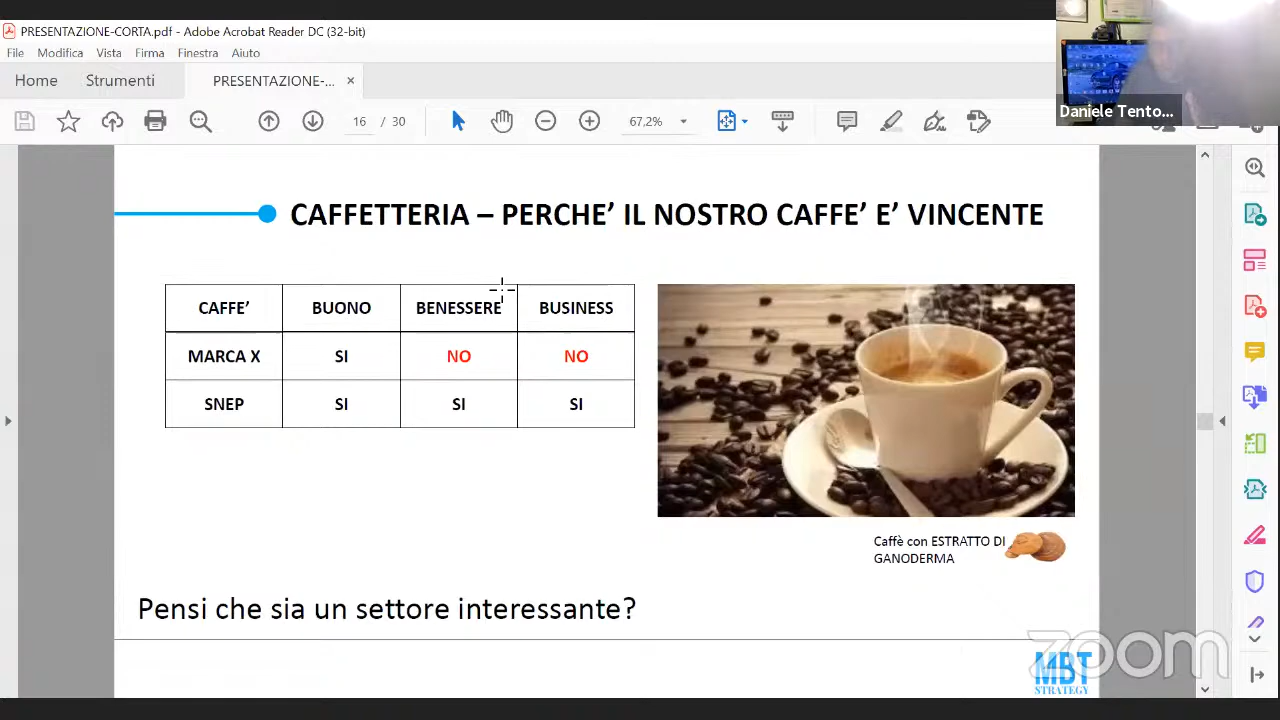 PRESENTAZIONE-CORTA.pdf - Adobe Acrobat Reader DC (32-bit)
File Modifica Vista Firma Finestra Aiuto
Home Strumenti PRESENTAZIONE-... ×
16 / 30 67,2%
Daniele Tento...
CAFFETTERIA – PERCHE’ IL NOSTRO CAFFE’ E’ VINCENTE
CAFFE’ BUONO BENESSERE BUSINESS
MARCA X SI NO NO
SNEP SI SI SI
Caffè con ESTRATTO DI
GANODERMA
Pensi che sia un settore interessante?
zoom
MBT
STRATEGY